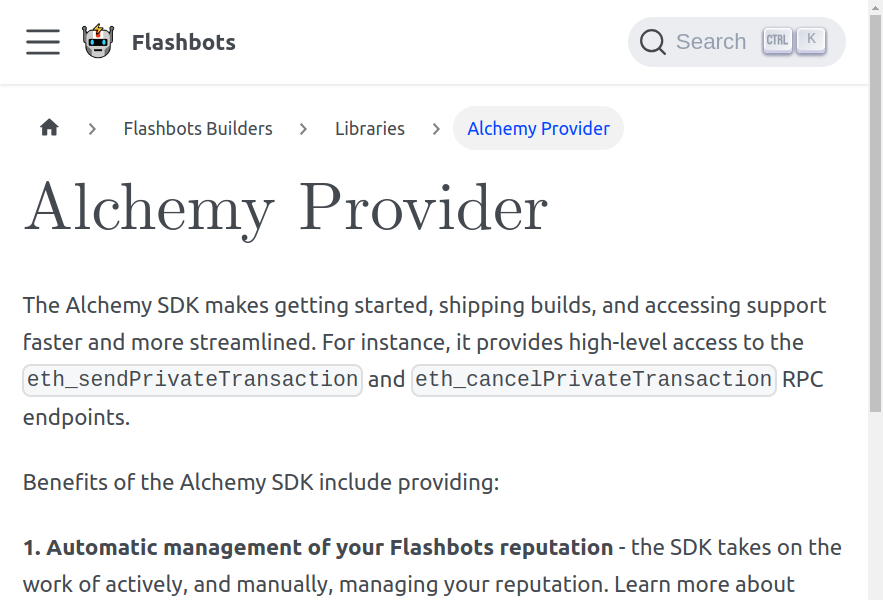 Flashbots
Search CTRL K
Flashbots Builders Libraries Alchemy Provider
Alchemy Provider
The Alchemy SDK makes getting started, shipping builds, and accessing support
faster and more streamlined. For instance, it provides high-level access to the
eth_sendPrivateTransaction and eth_cancelPrivateTransaction RPC
endpoints.
Benefits of the Alchemy SDK include providing:
1. Automatic management of your Flashbots reputation - the SDK takes on the
work of actively, and manually, managing your reputation. Learn more about